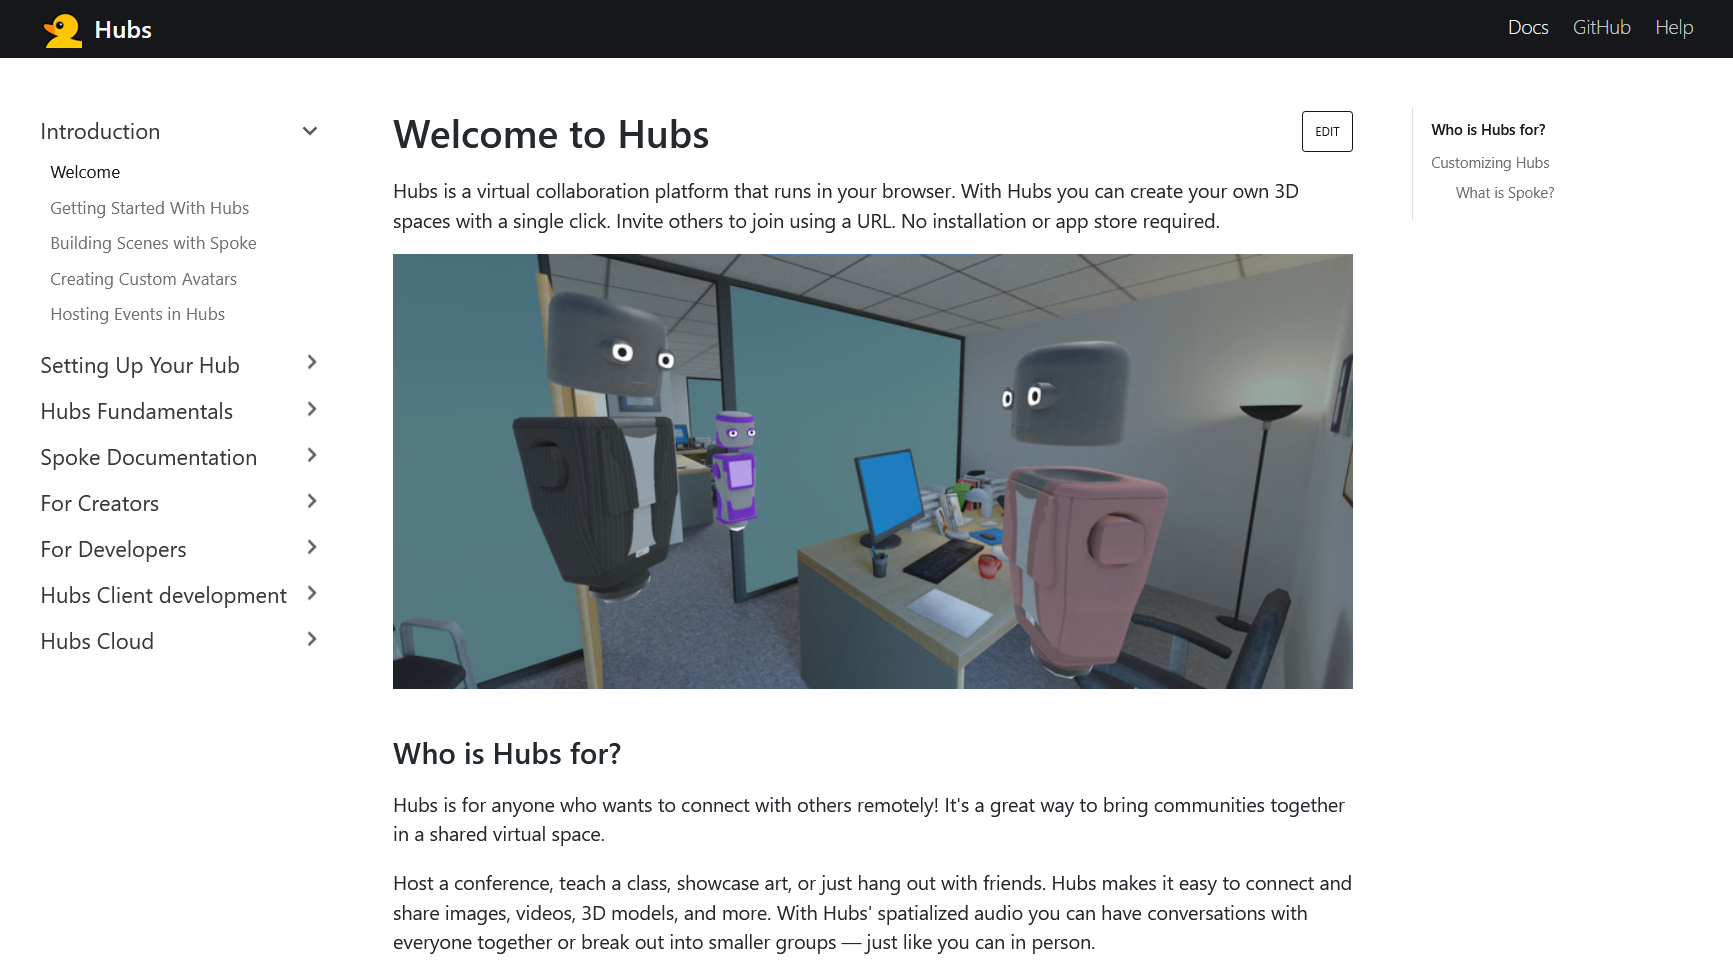 Hubs
Docs GitHub Help
Introduction
Welcome
Getting Started With Hubs
Building Scenes with Spoke
Creating Custom Avatars
Hosting Events in Hubs
Setting Up Your Hub
Hubs Fundamentals
Spoke Documentation
For Creators
For Developers
Hubs Client development
Hubs Cloud
Welcome to Hubs
EDIT
Hubs is a virtual collaboration platform that runs in your browser. With Hubs you can create your own 3D
spaces with a single click. Invite others to join using a URL. No installation or app store required.
Who is Hubs for?
Hubs is for anyone who wants to connect with others remotely! It's a great way to bring communities together
in a shared virtual space.
Host a conference, teach a class, showcase art, or just hang out with friends. Hubs makes it easy to connect and
share images, videos, 3D models, and more. With Hubs' spatialized audio you can have conversations with
everyone together or break out into smaller groups — just like you can in person.
Who is Hubs for?
Customizing Hubs
What is Spoke?